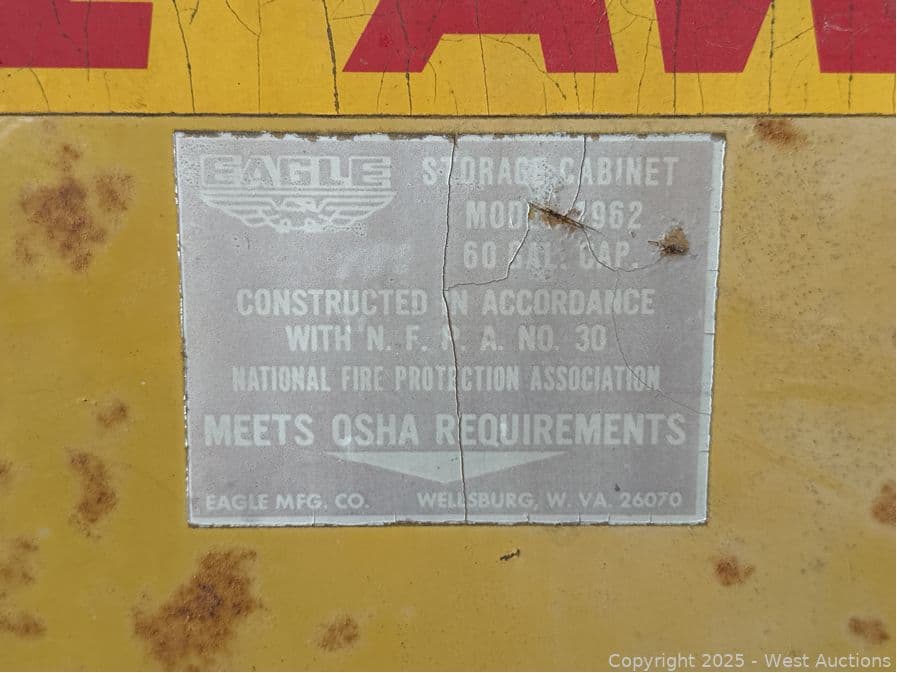 EAGLE
STORAGE CABINET
1962
60 GAL. CAP.
CONSTRUCTED IN ACCORDANCE
WITH N. F. P. A. NO. 30
NATIONAL FIRE PROTECTION ASSOCIATION
MEETS OSHA REQUIREMENTS
EAGLE MFG. CO. WELLSBURG, W. VA. 26070
Copyright 2025 - West Auctions